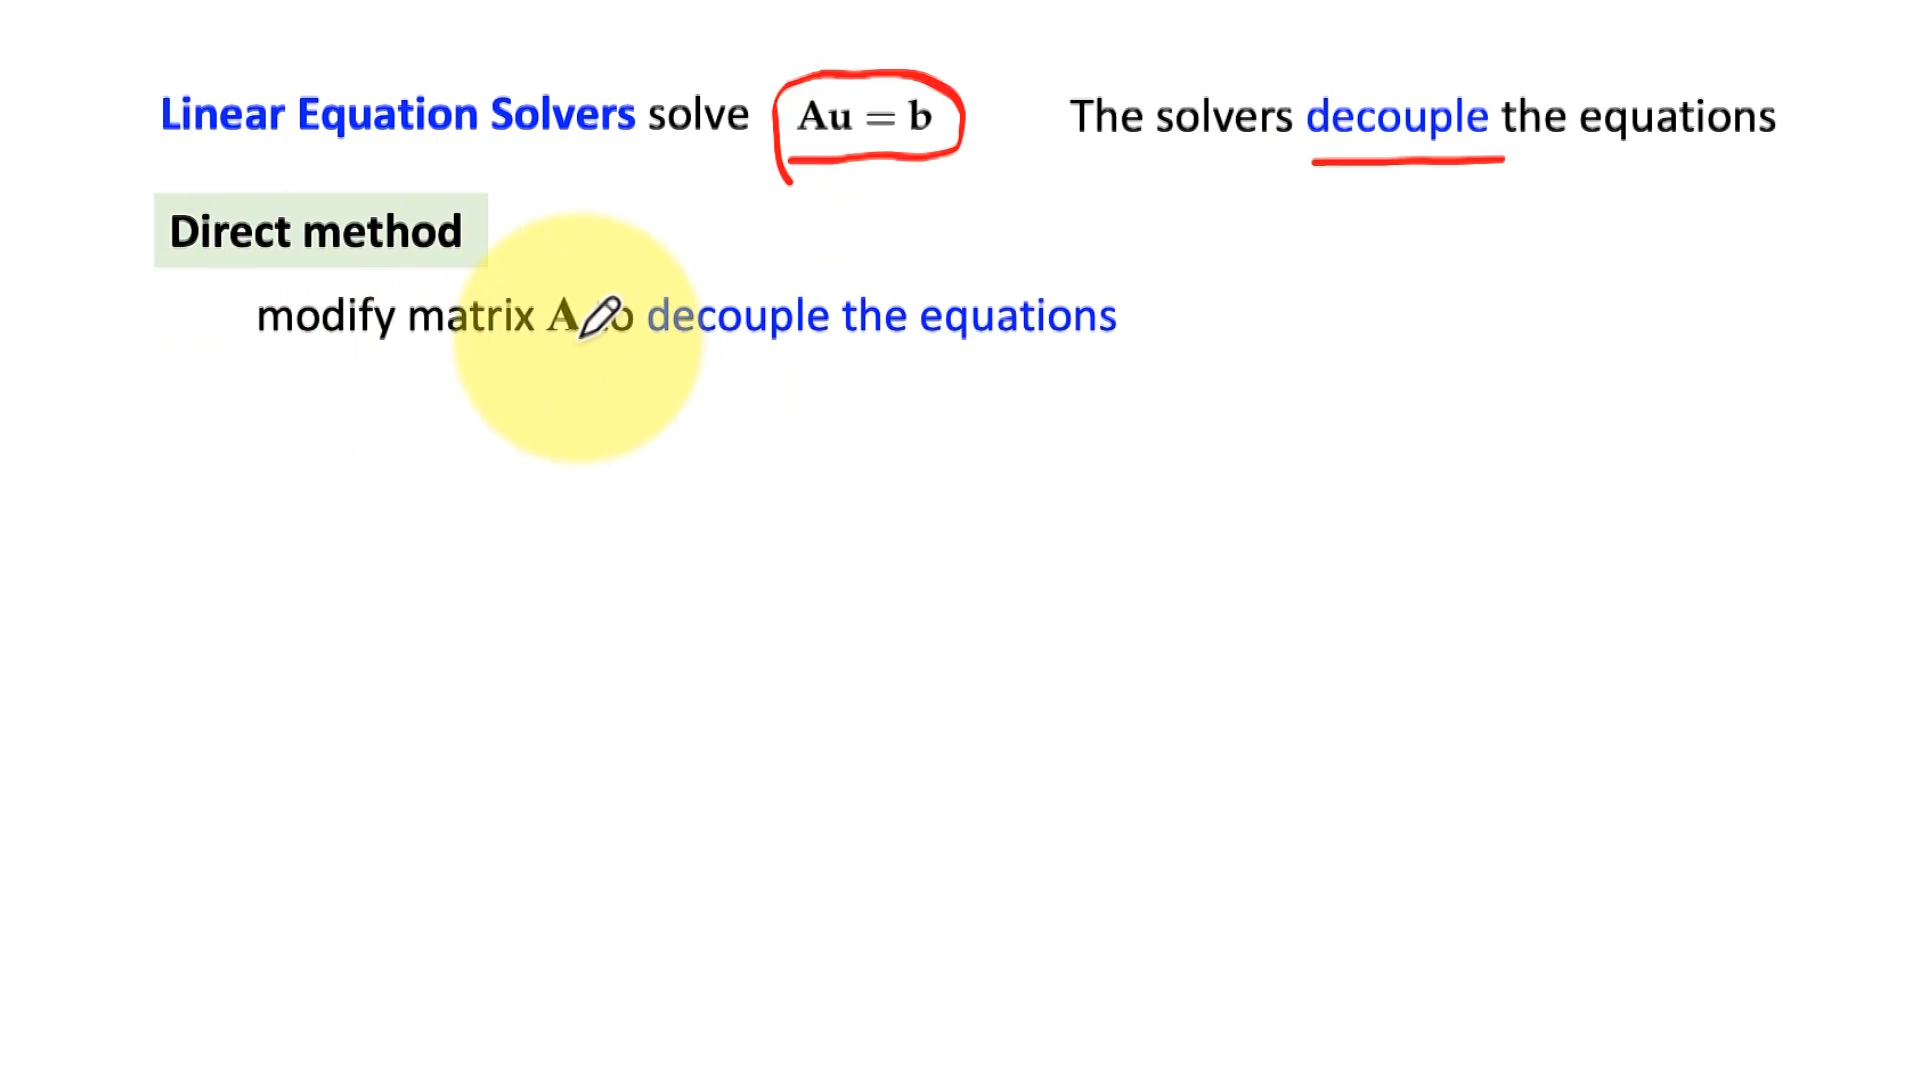 Linear Equation Solvers solve Au = b The solvers decouple the equations
Direct method
modify matrix A decouple the equations